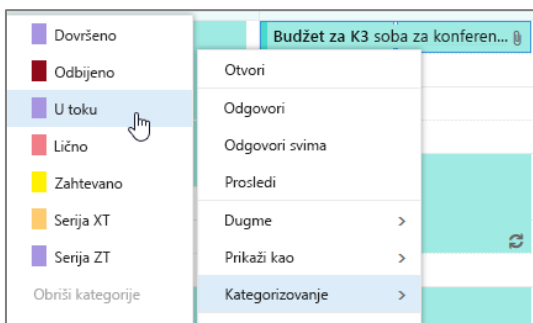 Budžet za K3 soba za konferen...
Dovršeno
Odbijeno
U toku
Lično
Zahtevano
Serija XT
Serija ZT
Obriši kategorije
Otvori
Odgovori
Odgovori svima
Prosledi
Dugme
Prikaži kao
Kategorizovanje